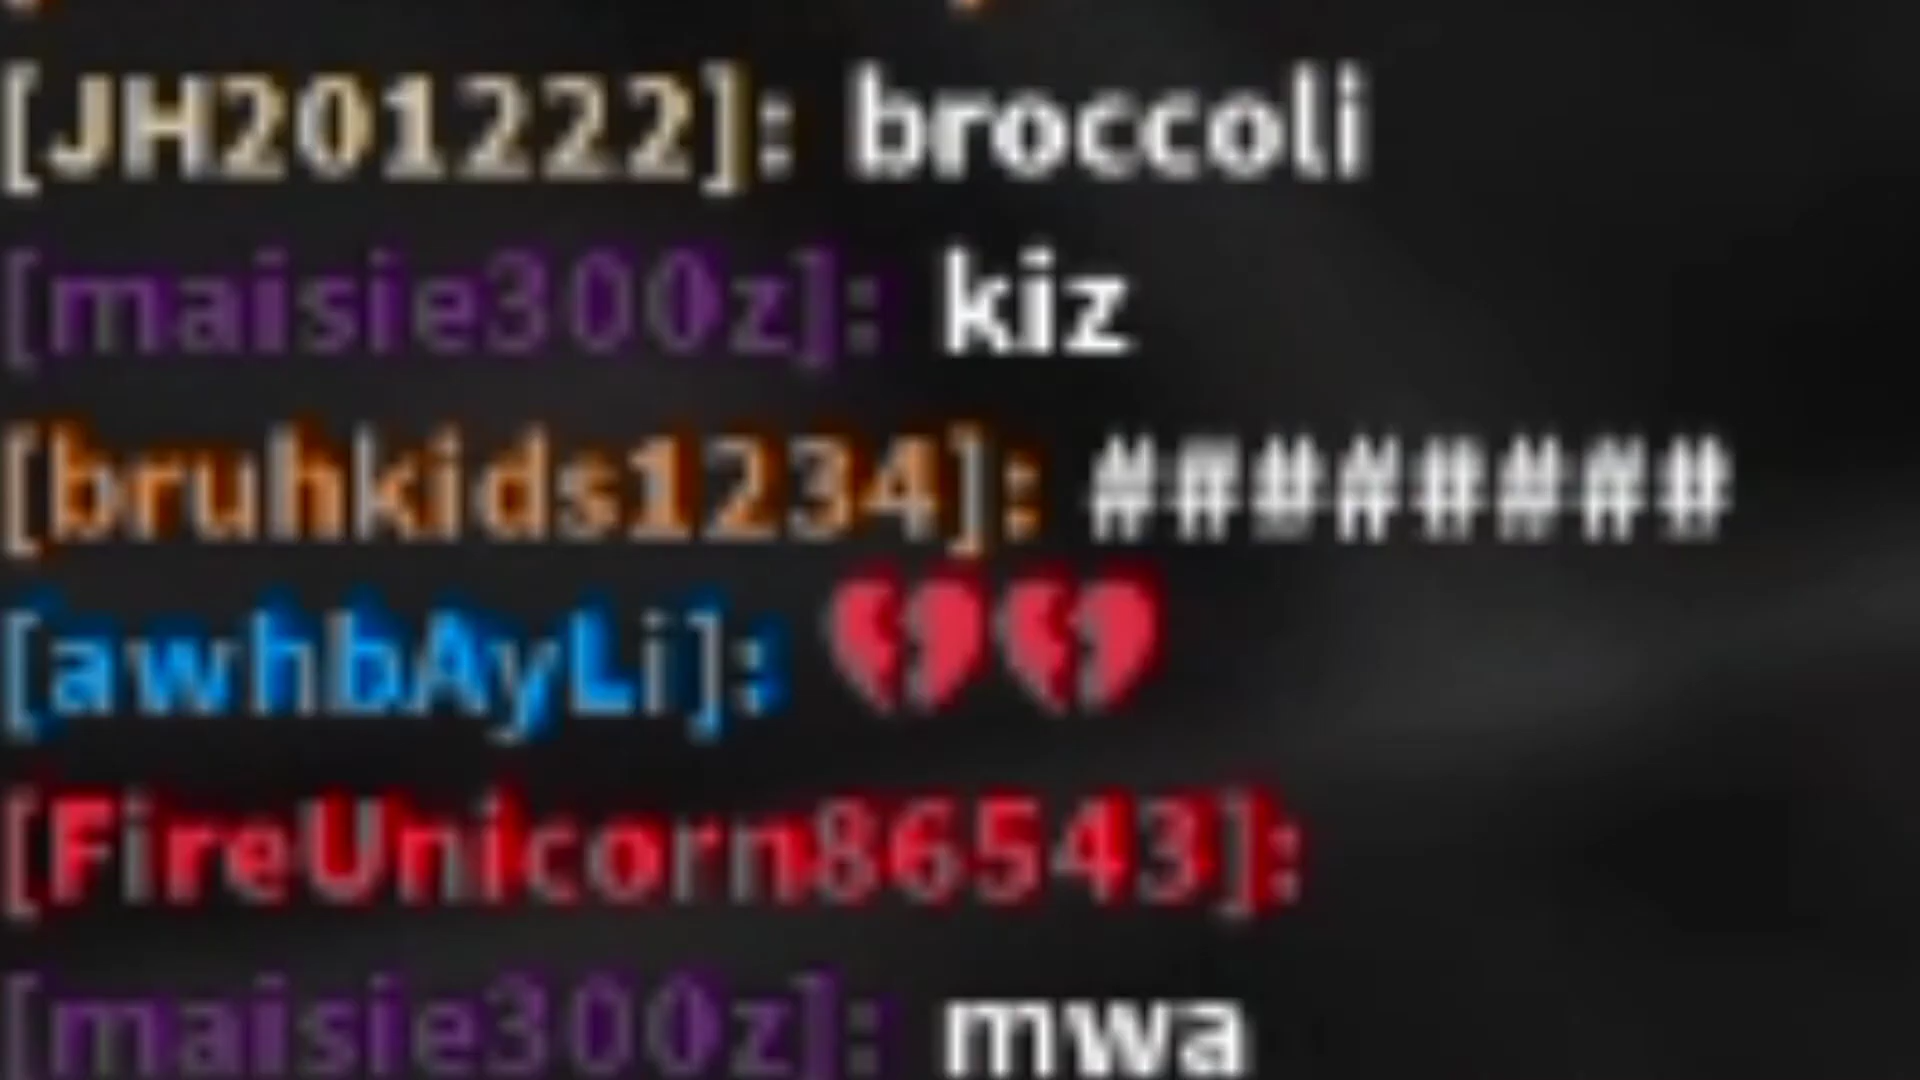 [JH201222]: broccoli
[maisie300z]: kiz
[bruhkids1234]: ########
[awhbAyLi]: 💔💔
[FireUnicorn86543]:
[maisie300z]: mwa